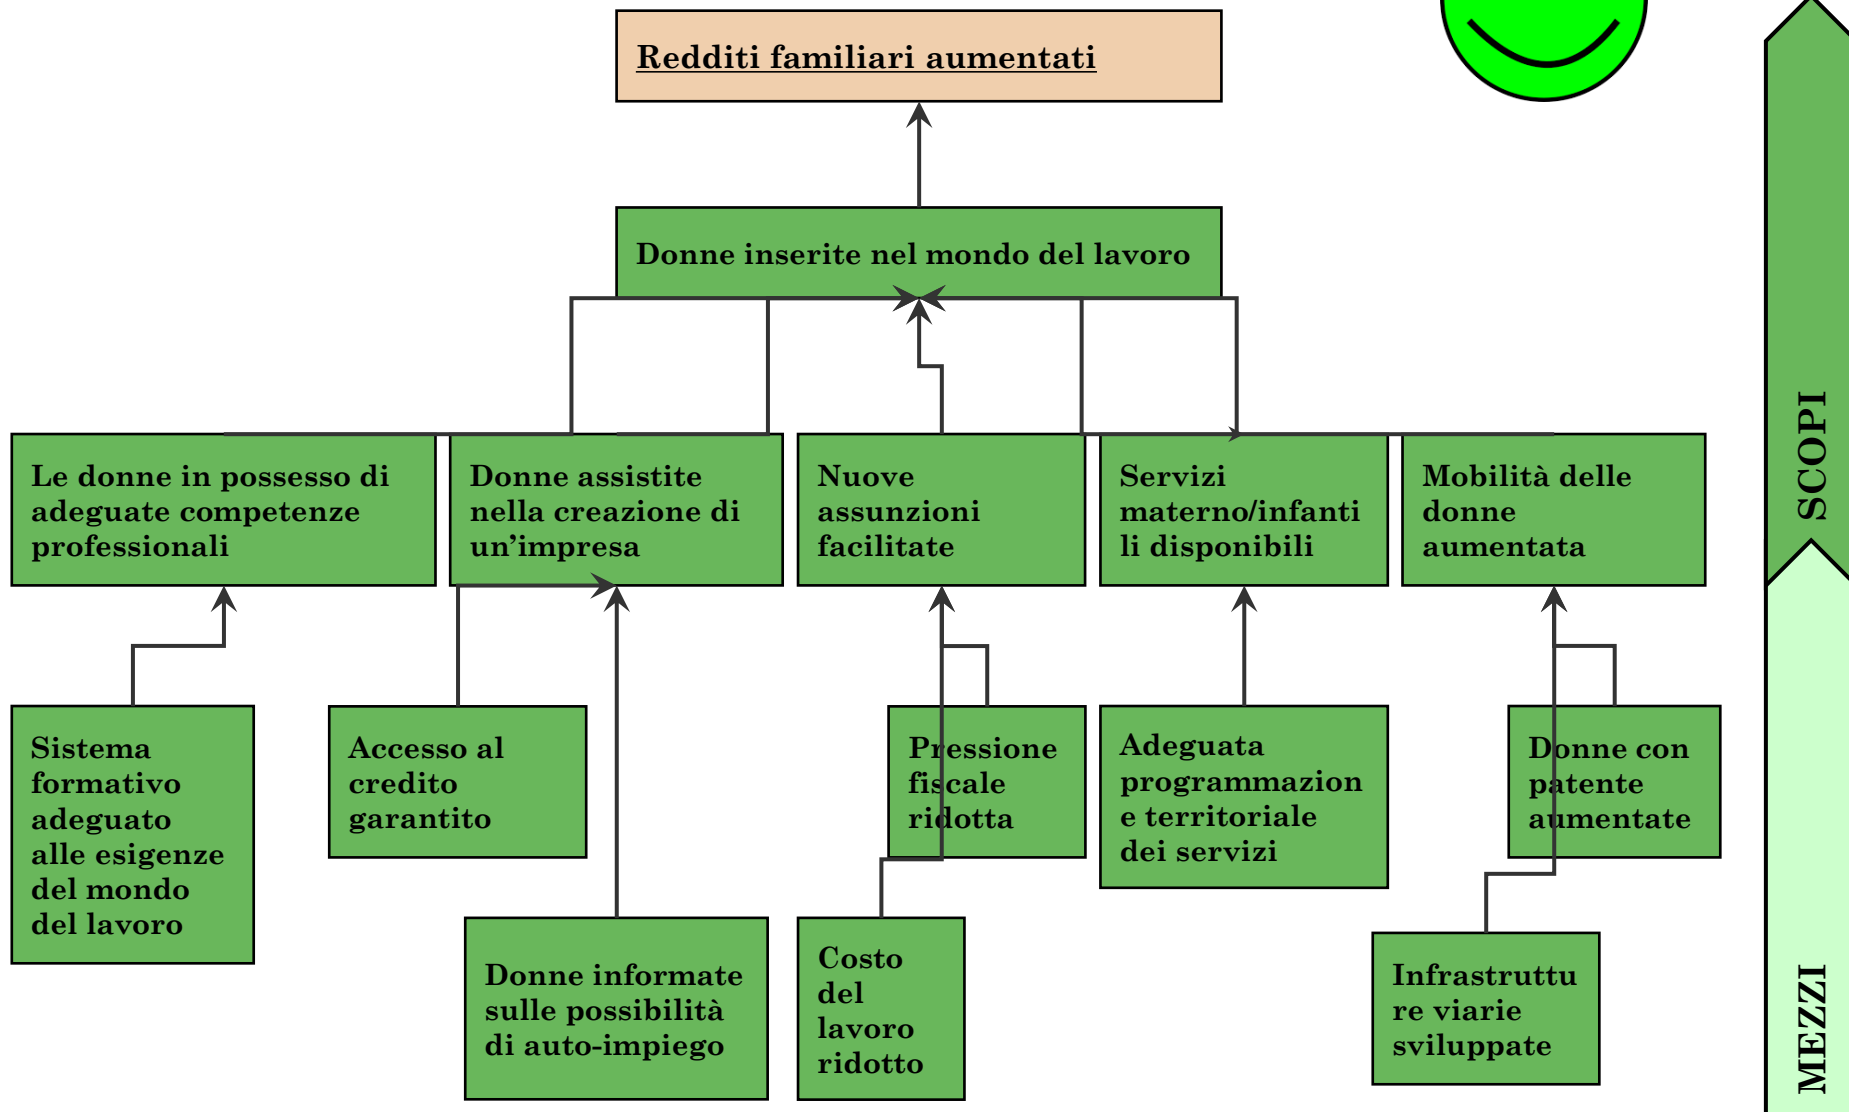 Redditi familiari aumentati
Donne inserite nel mondo del lavoro
Le donne in possesso di
adeguate competenze
professionali
Donne assistite
nella creazione di
un’impresa
Nuove
assunzioni
facilitate
Servizi
materno/infanti
li disponibili
Mobilità delle
donne
aumentata
Sistema
formativo
adeguato
alle esigenze
del mondo
del lavoro
Accesso al
credito
garantito
Pressione
fiscale
ridotta
Adeguata
programmazion
e territoriale
dei servizi
Donne con
patente
aumentate
Donne informate
sulle possibilità
di auto-impiego
Costo
del
lavoro
ridotto
Infrastruttu
re viarie
sviluppate
SCOPI
MEZZI